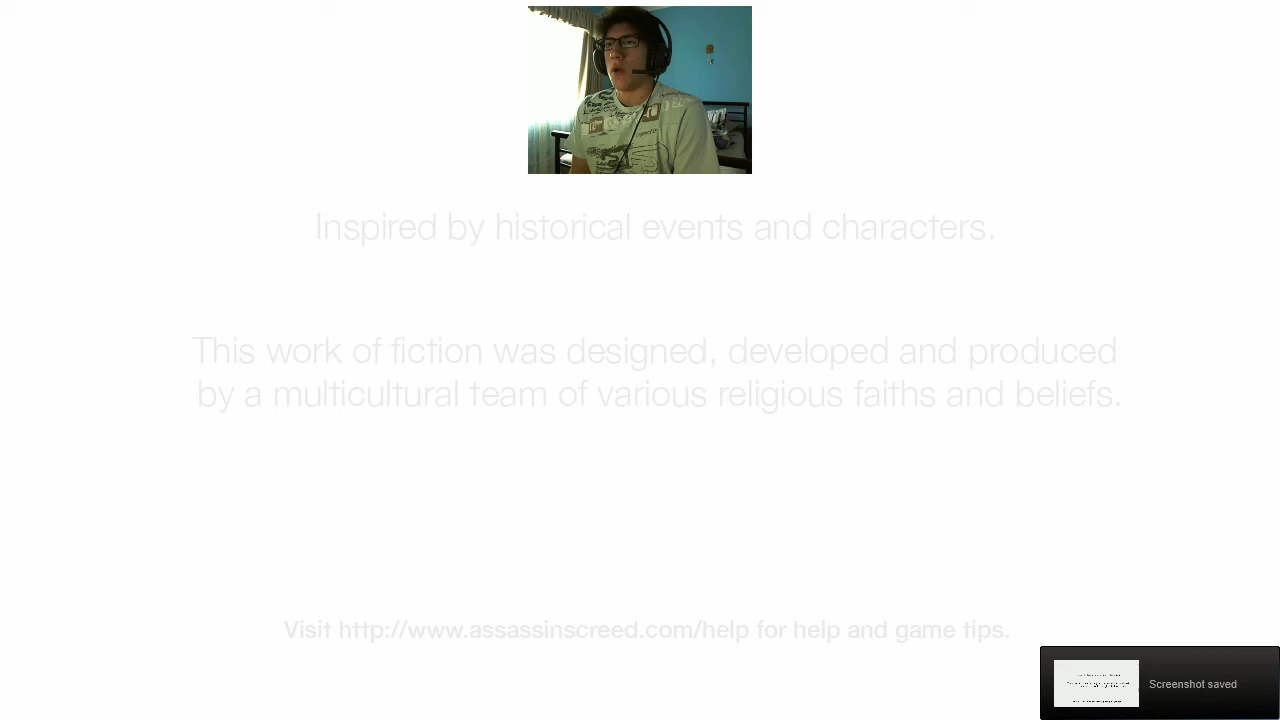 Inspired by historical events and characters.
This work of fiction was designed, developed and produced
by a multicultural team of various religious faiths and beliefs.
Visit http://www.assassinscreed.com/help for help and game tips.
Screenshot saved